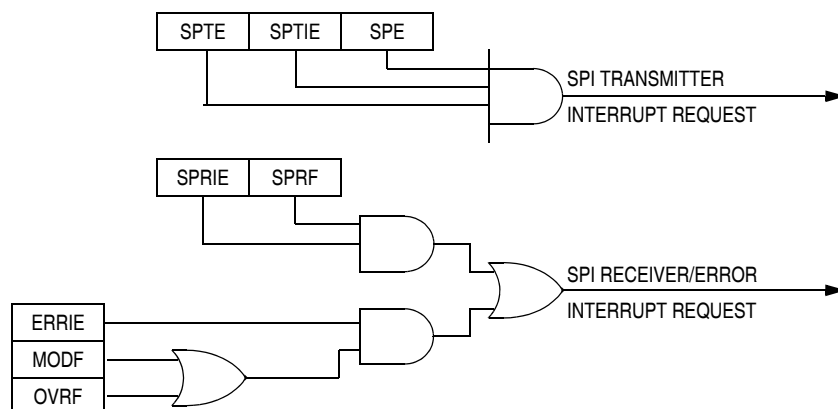 SPTE SPTIE SPE
SPI TRANSMITTER
INTERRUPT REQUEST
SPRIE SPRF
SPI RECEIVER/ERROR
INTERRUPT REQUEST
ERRIE
MODF
OVRF